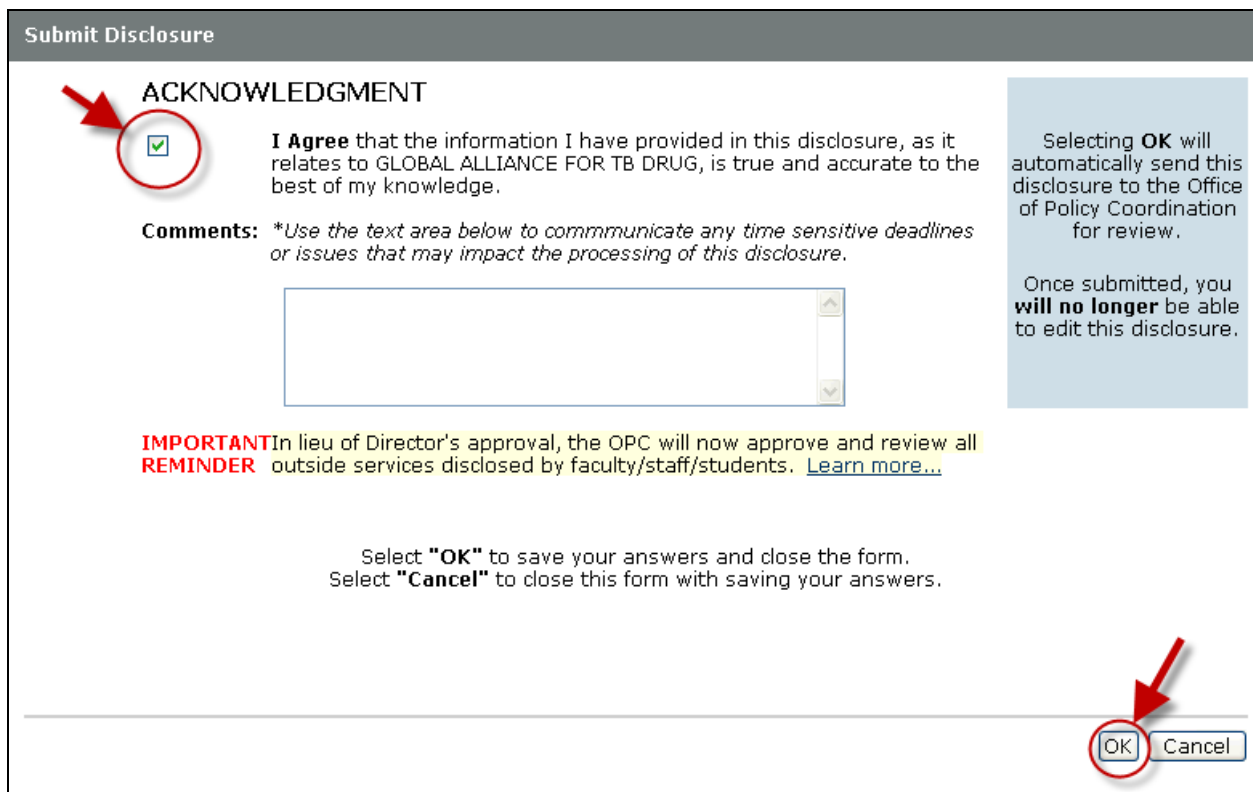 Submit Disclosure
ACKNOWLEDGMENT
I Agree that the information I have provided in this disclosure, as it
relates to GLOBAL ALLIANCE FOR TB DRUG, is true and accurate to the
best of my knowledge.
Comments: *Use the text area below to commmunicate any time sensitive deadlines
or issues that may impact the processing of this disclosure.
IMPORTANT In lieu of Director's approval, the OPC will now approve and review all
REMINDER outside services disclosed by faculty/staff/students. Learn more...
Select "OK" to save your answers and close the form.
Select "Cancel" to close this form with saving your answers.
Selecting OK will
automatically send this
disclosure to the Office
of Policy Coordination
for review.
Once submitted, you
will no longer be able
to edit this disclosure.
OK Cancel